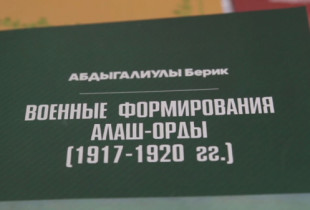 АБДЫГАЛИУЛЫ Берик
ВОЕННЫЕ ФОРМИРОВАНИЯ
АЛАШ-ОРДЫ
(1917-1920 гг.)